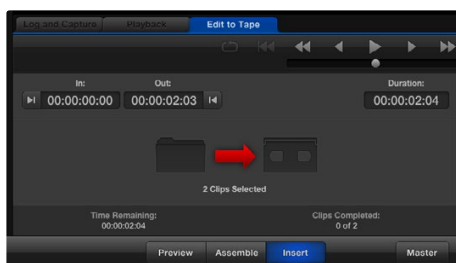 Log and Capture Playback Edit to Tape
In: Out: Duration:
00:00:00:00 00:00:02:03 00:00:02:04
2 Clips Selected
Time Remaining: Clips Completed:
00:00:02:04 0 of 2
Preview Assemble Insert Master